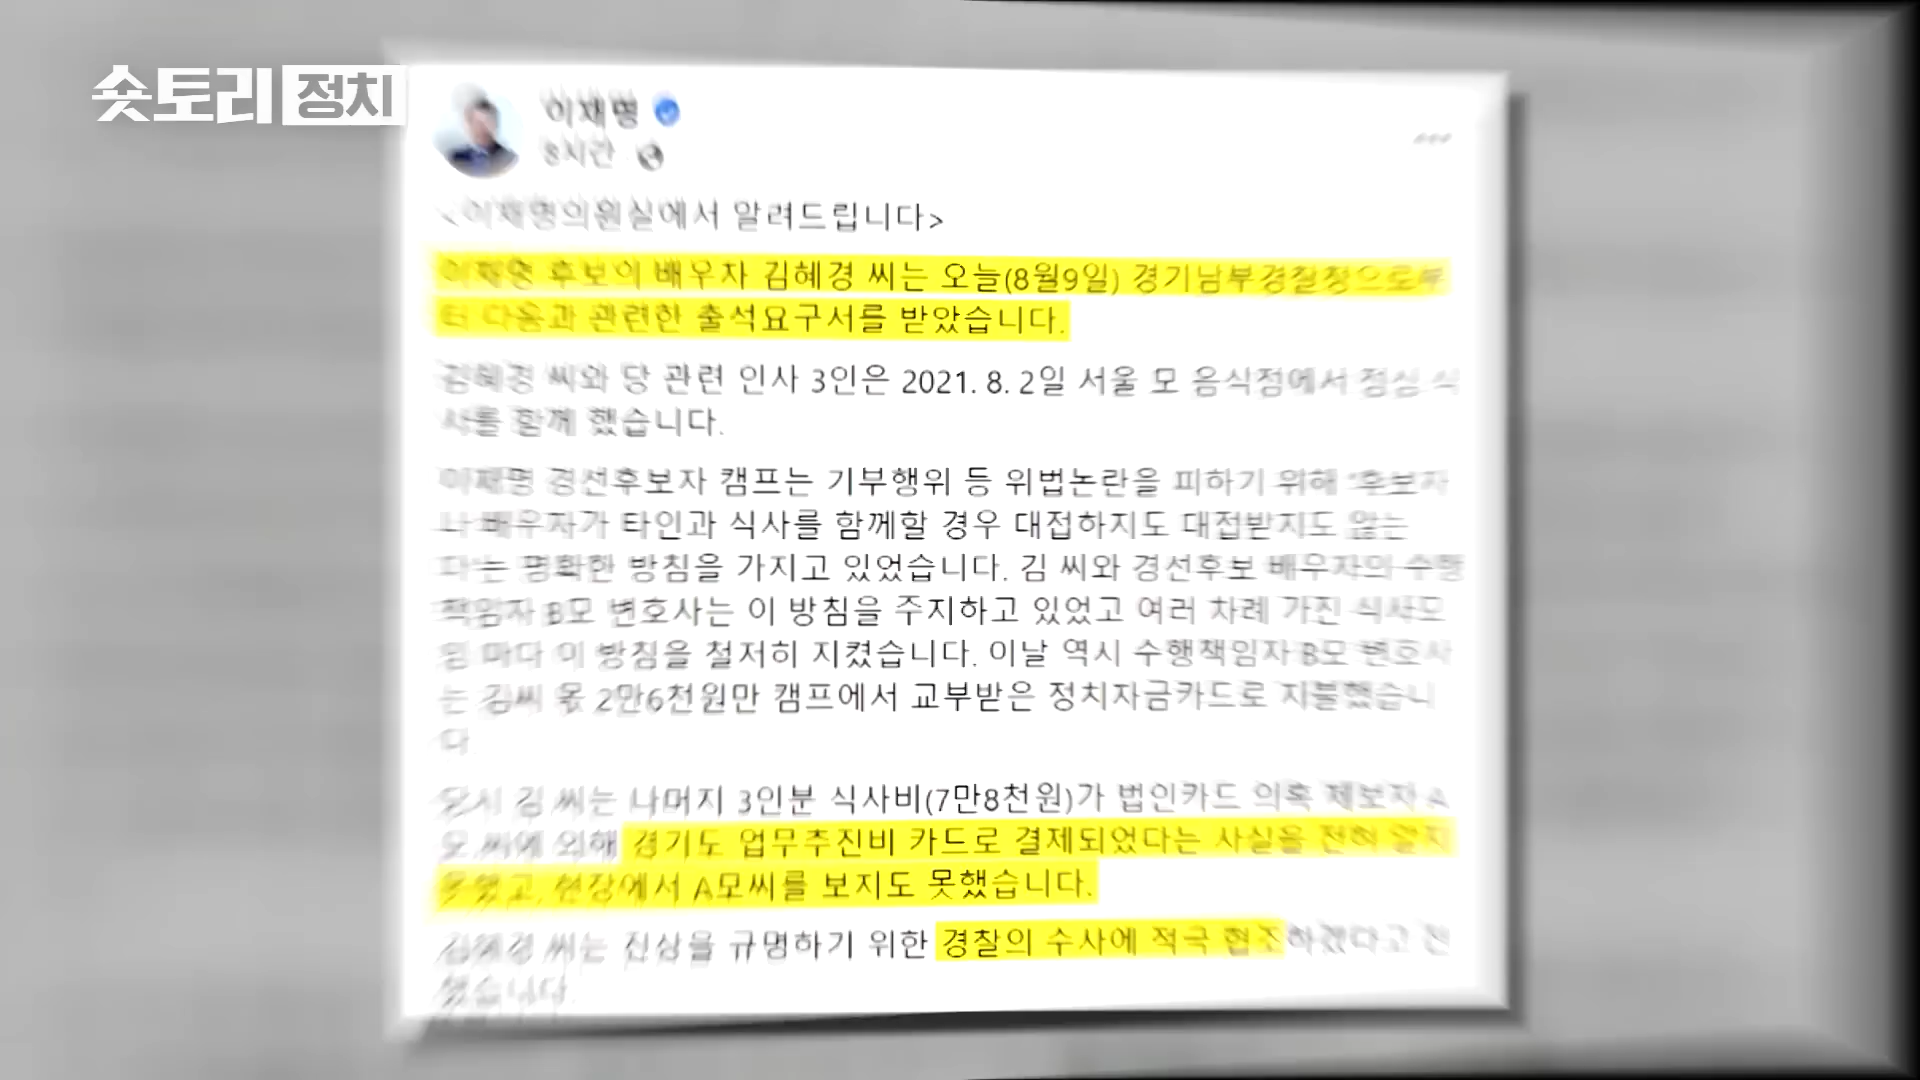 숏토리 정치
이재명
8시간
<이재명의원실에서 알려드립니다>
이재명 후보의 배우자 김혜경 씨는 오늘(8월9일) 경기남부경찰청으로부
터 다음과 관련한 출석요구서를 받았습니다.
김혜경 씨와 당 관련 인사 3인은 2021. 8. 2일 서울 모 음식점에서 점심 식
사를 함께 했습니다.
이재명 경선후보자 캠프는 기부행위 등 위법논란을 피하기 위해 "후보자
나 배우자가 타인과 식사를 함께할 경우 대접하지도 대접받지도 않는
다"는 명확한 방침을 가지고 있었습니다. 김 씨와 경선후보 배우자의 수행
책임자 B모 변호사는 이 방침을 주지하고 있었고 여러 차례 가진 식사모
임 마다 이 방침을 철저히 지켰습니다. 이날 역시 수행책임자 B모 변호사
는 김씨 몫 2만6천원만 캠프에서 교부받은 정치자금카드로 지불했습니
다
당시 김 씨는 나머지 3인분 식사비(7만8천원)가 법인카드 의혹 제보자 A
모 씨에 의해 경기도 업무추진비 카드로 결제되었다는 사실을 전혀 알지
못했고, 현장에서 A모씨를 보지도 못했습니다.
김혜경 씨는 진상을 규명하기 위한 경찰의 수사에 적극 협조하겠다고 전
했습니다.